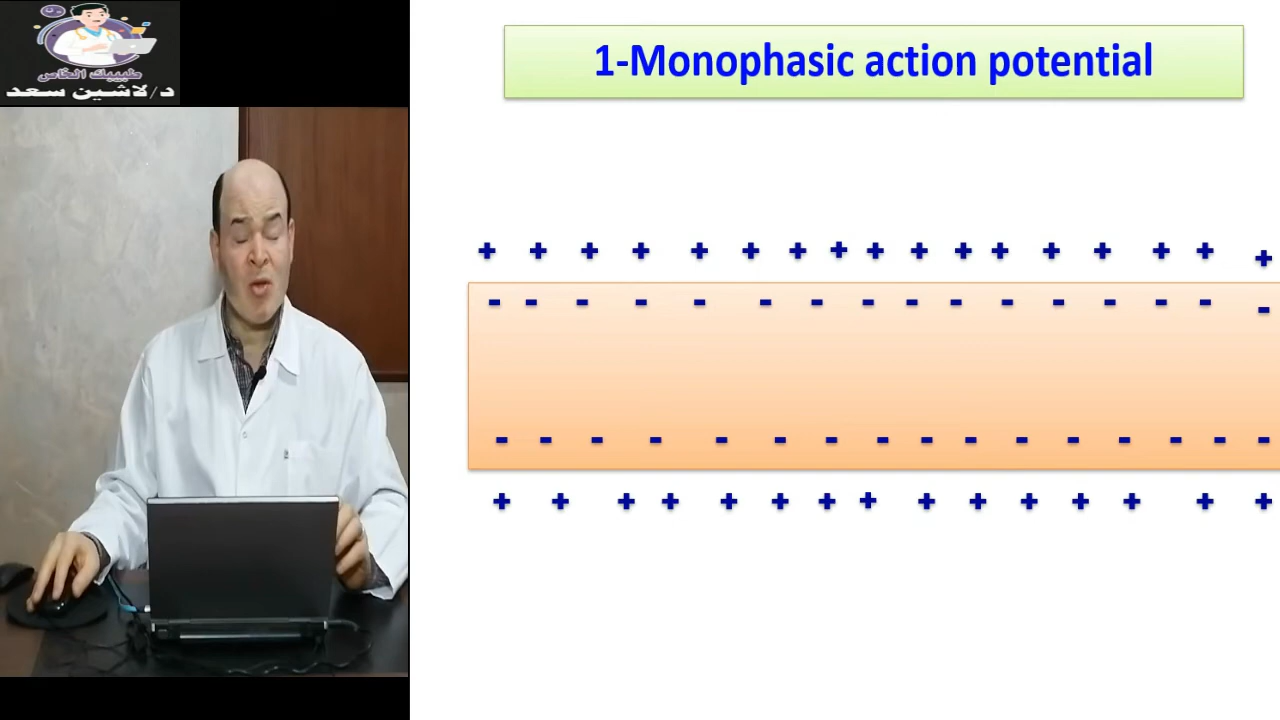 طبيبك الخاص
د/لاشين سعد
1-Monophasic action potential
+ + + + + + + + + + + + + + + + +
- - - - - - - - - - - - - - - -
- - - - - - - - - - - - - - - -
+ + + + + + + + + + + + + + +